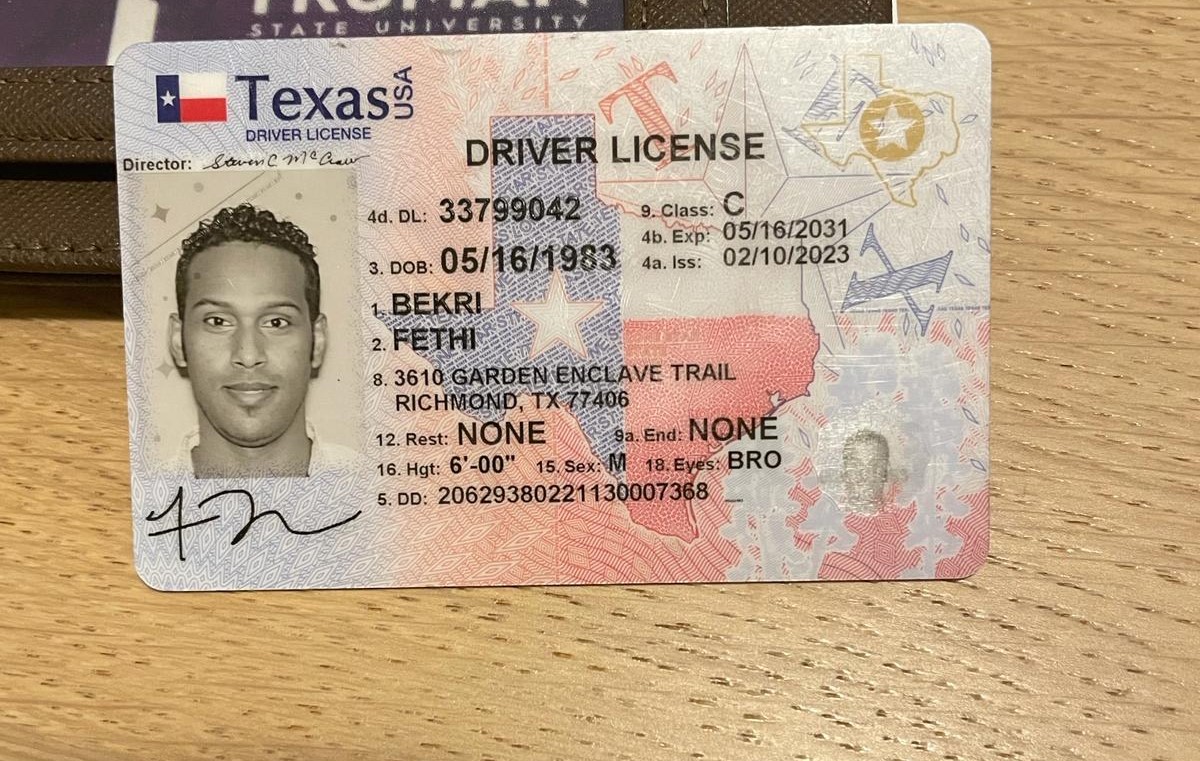 TRUMAN
STATE UNIVERSITY
Texas USA
DRIVER LICENSE
Director: Steven C McCraw
DRIVER LICENSE
4d. DL: 33799042
9. Class: C
4b. Exp: 05/16/2031
3. DOB: 05/16/1983
4a. Iss: 02/10/2023
1. BEKRI
2. FETHI
8. 3610 GARDEN ENCLAVE TRAIL
RICHMOND, TX 77406
12. Rest: NONE 9a. End: NONE
16. Hgt: 6'-00" 15. Sex: M 18. Eyes: BRO
5. DD: 20629380221130007368